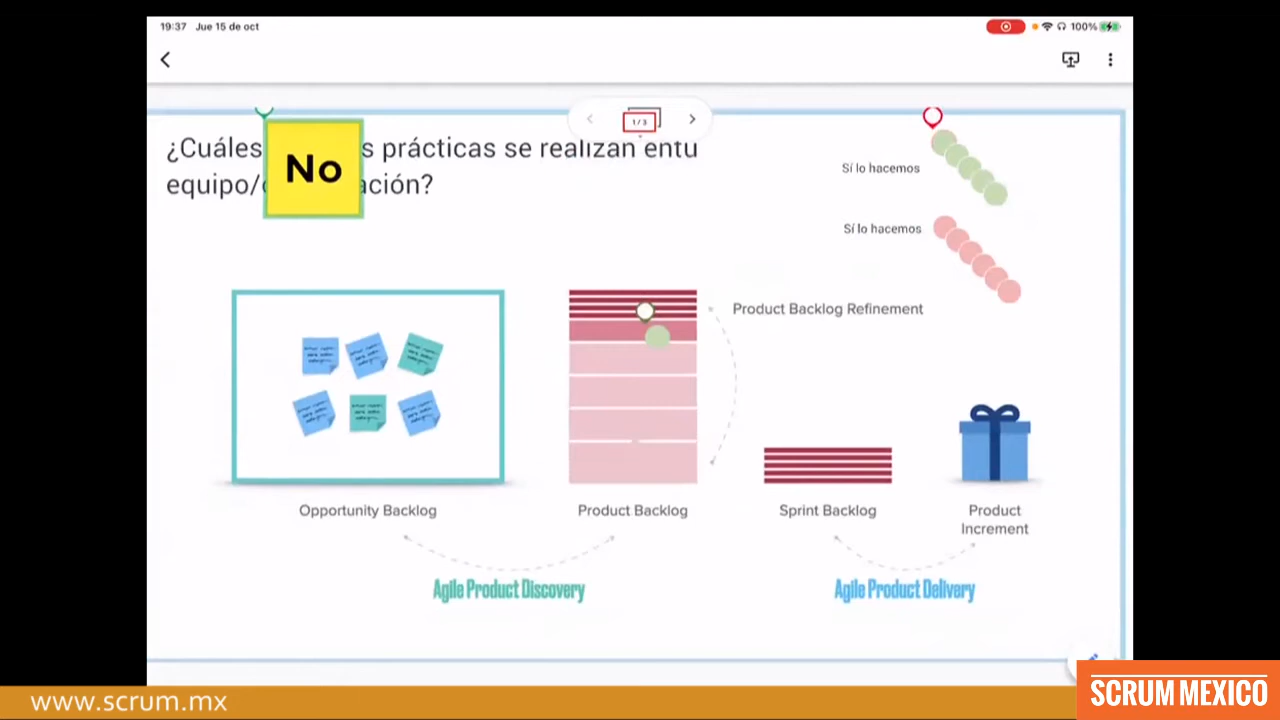 19:37 Jue 15 de oct
100%
1/3
¿Cuáles s prácticas se realizan entu
equipo/ ación?
No
Sí lo hacemos
Sí lo hacemos
Product Backlog Refinement
Opportunity Backlog
Product Backlog
Sprint Backlog
Product
Increment
Agile Product Discovery
Agile Product Delivery
www.scrum.mx
SCRUM MEXICO